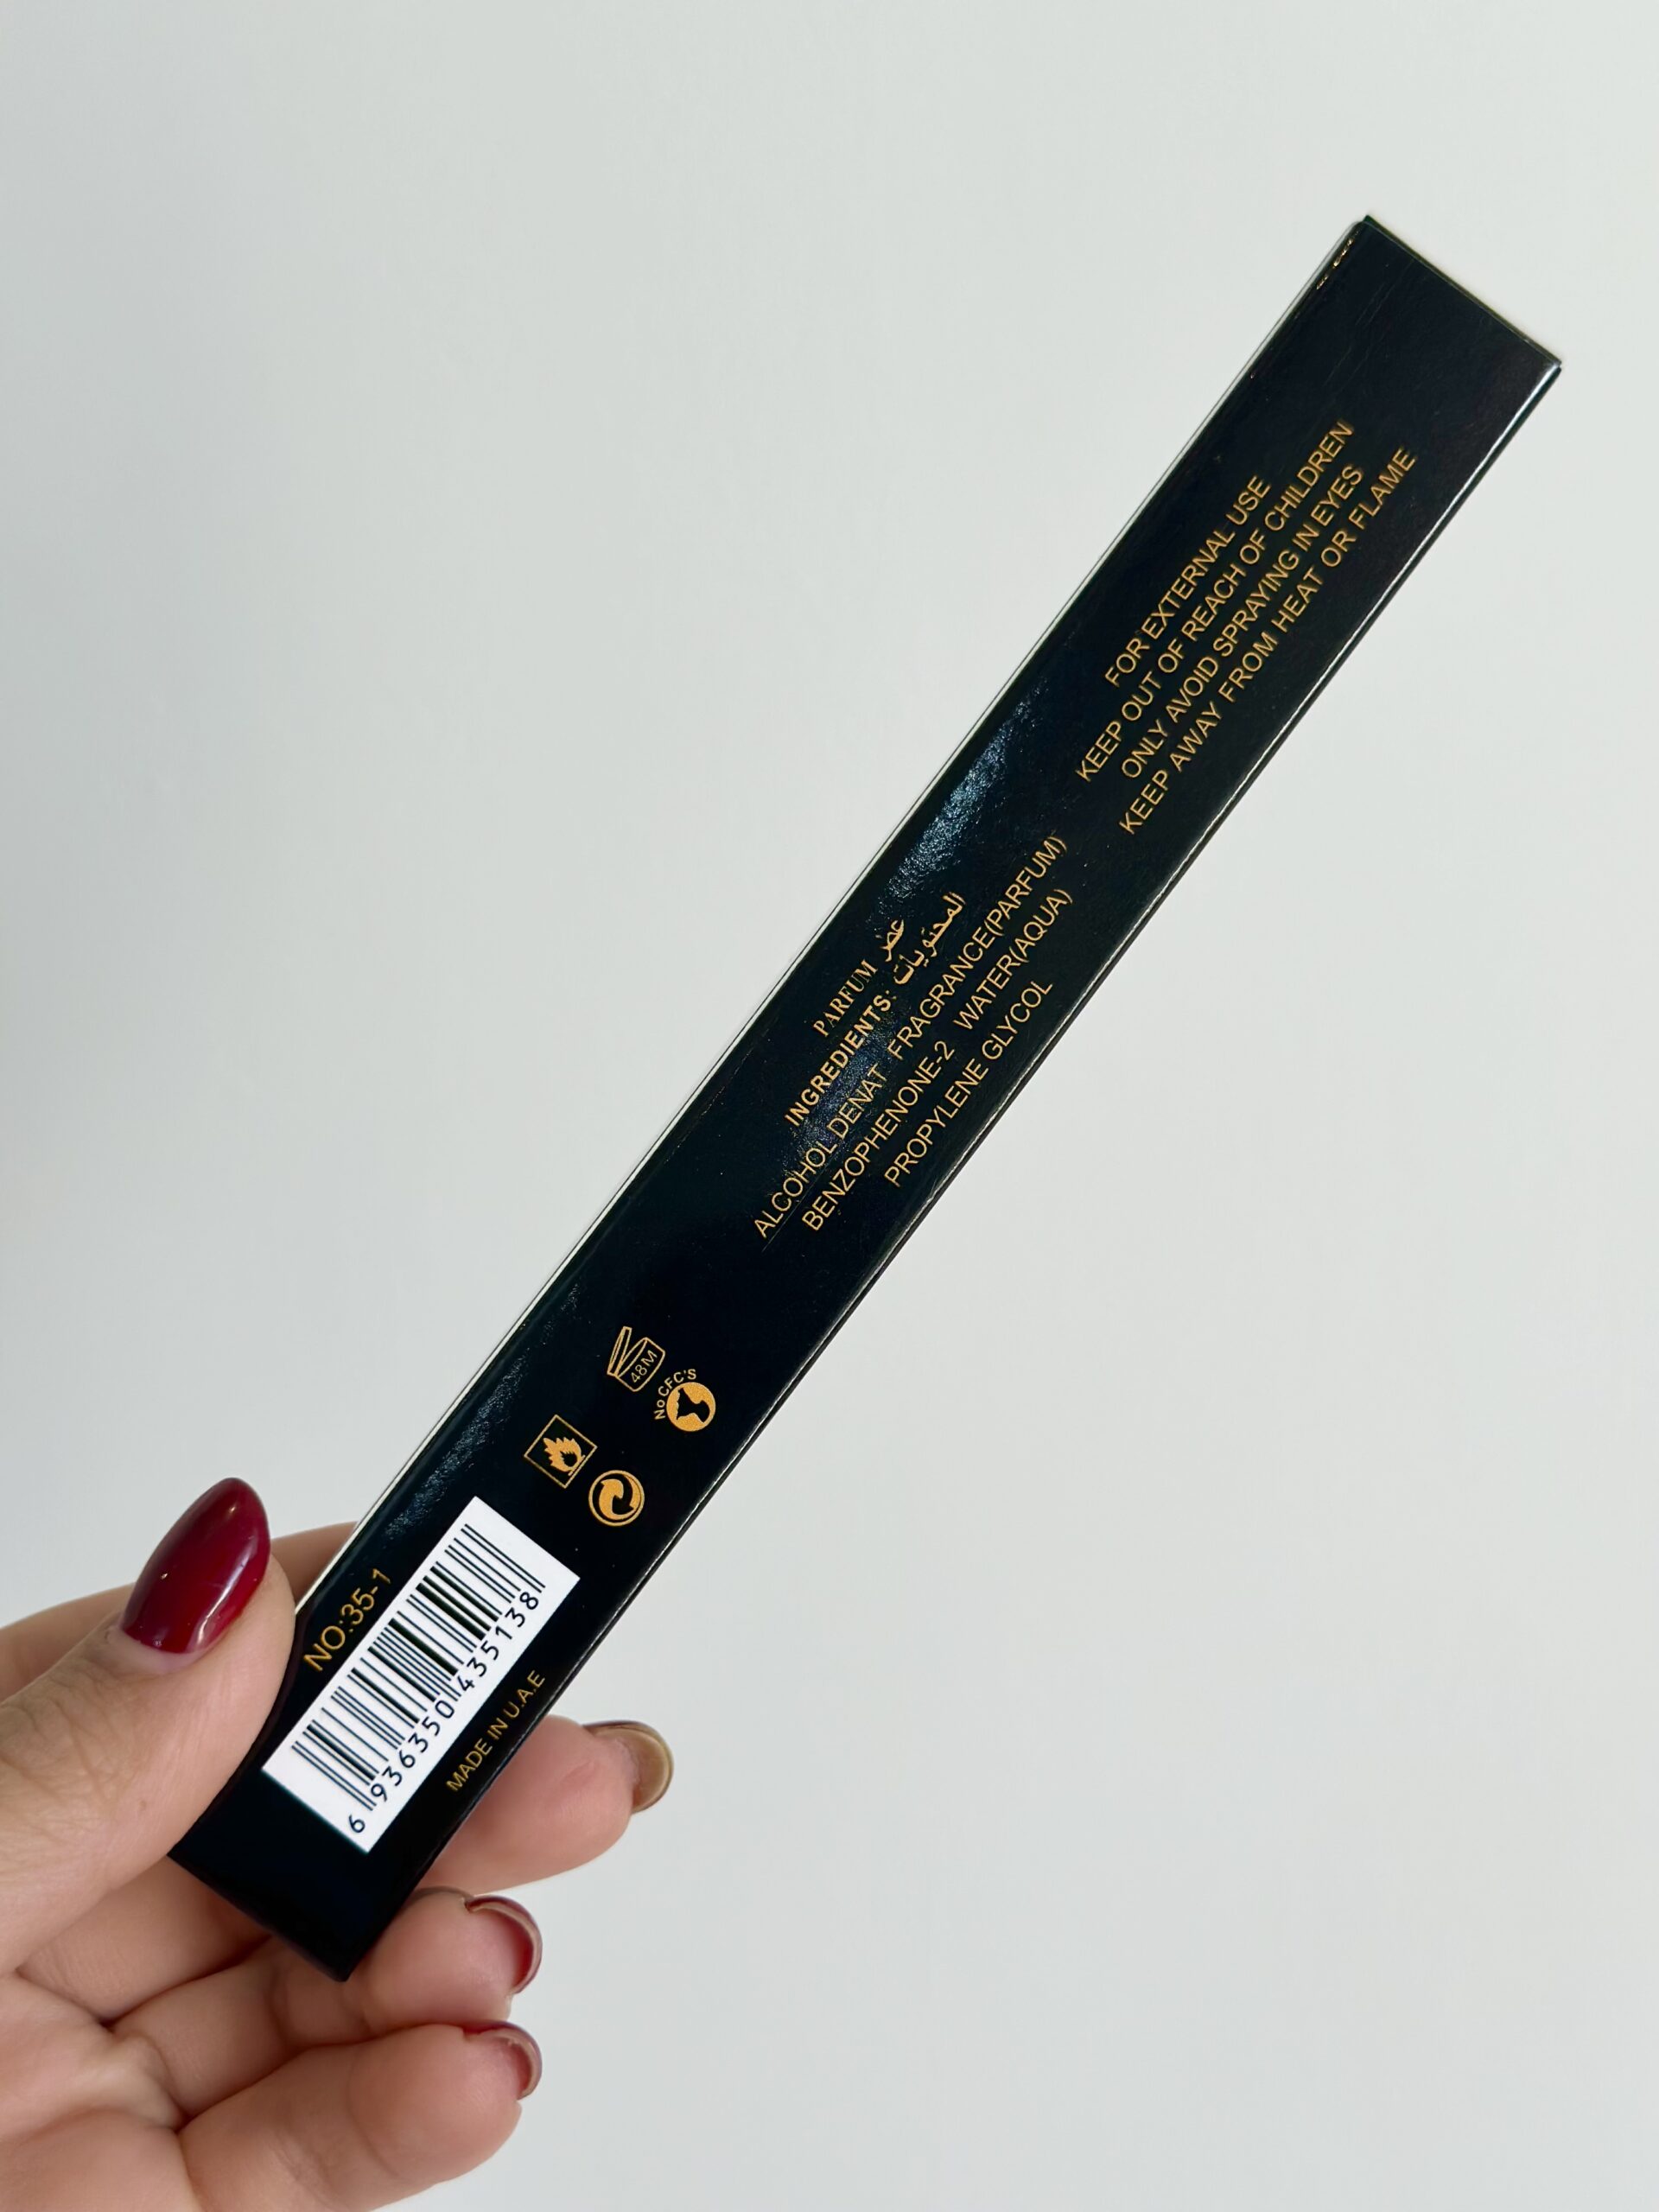 FOR EXTERNAL USE
KEEP OUT OF REACH OF CHILDREN
ONLY AVOID SPRAYING IN EYES
KEEP AWAY FROM HEAT OR FLAME
PARFUM عطر
INGREDIENTS: المحتويات
ALCOHOL DENAT FRAGRANCE(PARFUM)
BENZOPHENONE-2 WATER(AQUA)
PROPYLENE GLYCOL
48M
No CFC'S
NO:35-1
6 936350 435138
MADE IN U.A.E